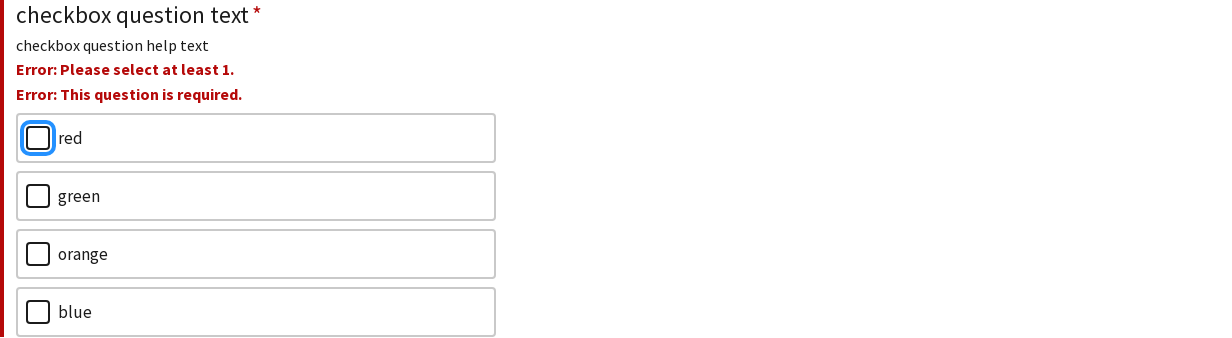 checkbox question text *
checkbox question help text
Error: Please select at least 1.
Error: This question is required.
red
green
orange
blue